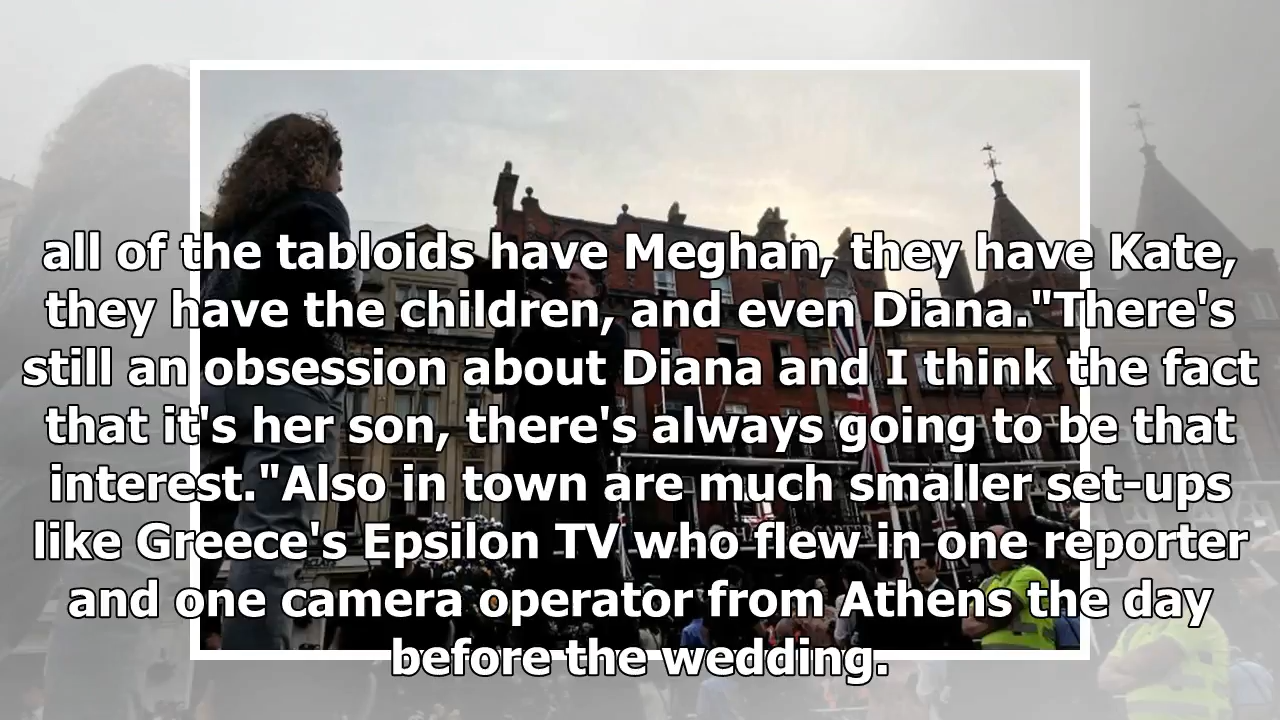 all of the tabloids have Meghan, they have Kate,
they have the children, and even Diana."There's
still an obsession about Diana and I think the fact
that it's her son, there's always going to be that
interest."Also in town are much smaller set-ups
like Greece's Epsilon TV who flew in one reporter
and one camera operator from Athens the day
before the wedding.